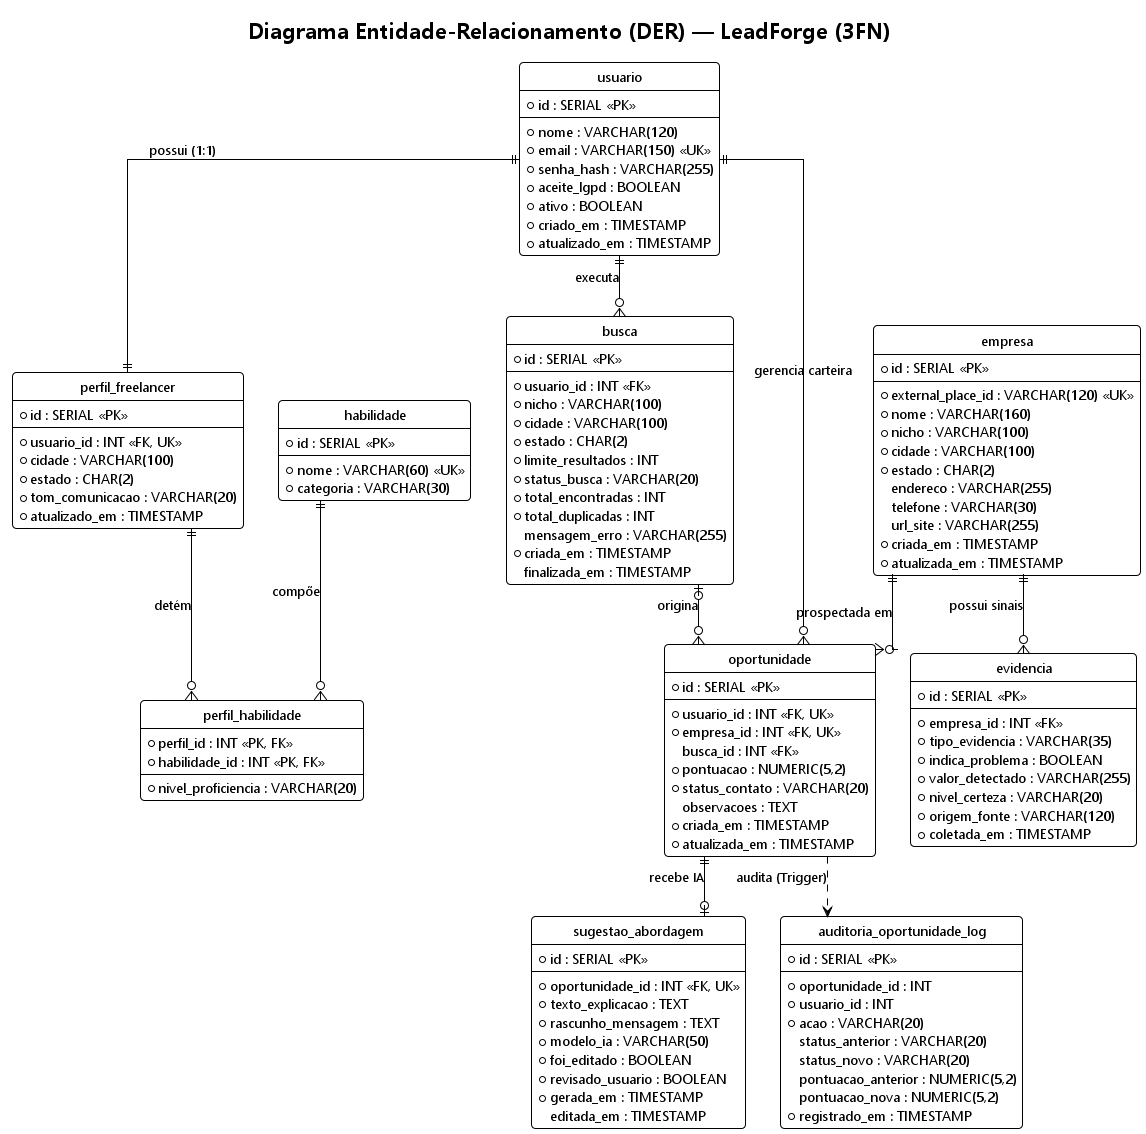 Diagrama Entidade-Relacionamento (DER) — LeadForge (3FN)
usuario
id : SERIAL «PK»
nome : VARCHAR(120)
email : VARCHAR(150) «UK»
senha_hash : VARCHAR(255)
aceite_lgpd : BOOLEAN
ativo : BOOLEAN
criado_em : TIMESTAMP
atualizado_em : TIMESTAMP
possui (1:1)
executa
gerencia carteira
perfil_freelancer
id : SERIAL «PK»
usuario_id : INT «FK, UK»
cidade : VARCHAR(100)
estado : CHAR(2)
tom_comunicacao : VARCHAR(20)
atualizado_em : TIMESTAMP
habilidade
id : SERIAL «PK»
nome : VARCHAR(60) «UK»
categoria : VARCHAR(30)
busca
id : SERIAL «PK»
usuario_id : INT «FK»
nicho : VARCHAR(100)
cidade : VARCHAR(100)
estado : CHAR(2)
limite_resultados : INT
status_busca : VARCHAR(20)
total_encontradas : INT
total_duplicadas : INT
mensagem_erro : VARCHAR(255)
criada_em : TIMESTAMP
finalizada_em : TIMESTAMP
empresa
id : SERIAL «PK»
external_place_id : VARCHAR(120) «UK»
nome : VARCHAR(160)
nicho : VARCHAR(100)
cidade : VARCHAR(100)
estado : CHAR(2)
endereco : VARCHAR(255)
telefone : VARCHAR(30)
url_site : VARCHAR(255)
criada_em : TIMESTAMP
atualizada_em : TIMESTAMP
detém
compõe
origina
prospectada em
possui sinais
perfil_habilidade
perfil_id : INT «PK, FK»
habilidade_id : INT «PK, FK»
nivel_proficiencia : VARCHAR(20)
oportunidade
id : SERIAL «PK»
usuario_id : INT «FK, UK»
empresa_id : INT «FK, UK»
busca_id : INT «FK»
pontuacao : NUMERIC(5,2)
status_contato : VARCHAR(20)
observacoes : TEXT
criada_em : TIMESTAMP
atualizada_em : TIMESTAMP
evidencia
id : SERIAL «PK»
empresa_id : INT «FK»
tipo_evidencia : VARCHAR(35)
indica_problema : BOOLEAN
valor_detectado : VARCHAR(255)
nivel_certeza : VARCHAR(20)
origem_fonte : VARCHAR(120)
coletada_em : TIMESTAMP
recebe IA
audita (Trigger)
sugestao_abordagem
id : SERIAL «PK»
oportunidade_id : INT «FK, UK»
texto_explicacao : TEXT
rascunho_mensagem : TEXT
modelo_ia : VARCHAR(50)
foi_editado : BOOLEAN
revisado_usuario : BOOLEAN
gerada_em : TIMESTAMP
editada_em : TIMESTAMP
auditoria_oportunidade_log
id : SERIAL «PK»
oportunidade_id : INT
usuario_id : INT
acao : VARCHAR(20)
status_anterior : VARCHAR(20)
status_novo : VARCHAR(20)
pontuacao_anterior : NUMERIC(5,2)
pontuacao_nova : NUMERIC(5,2)
registrado_em : TIMESTAMP